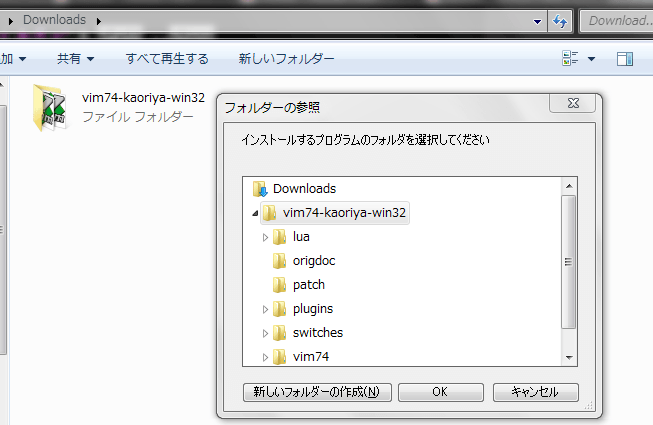 Downloads
Download...
加
共有
すべて再生する
新しいフォルダー
vim74-kaoriya-win32
ファイル フォルダー
フォルダーの参照
インストールするプログラムのフォルダを選択してください
Downloads
vim74-kaoriya-win32
lua
origdoc
patch
plugins
switches
vim74
新しいフォルダーの作成(N)
OK
キャンセル